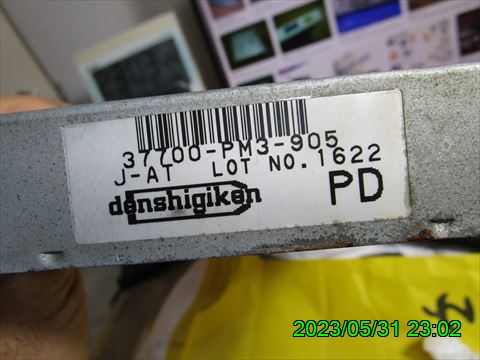 37700-PM3-905
J-AT LOT NO.1622
denshigiken
PD
2023/05/31 23:02